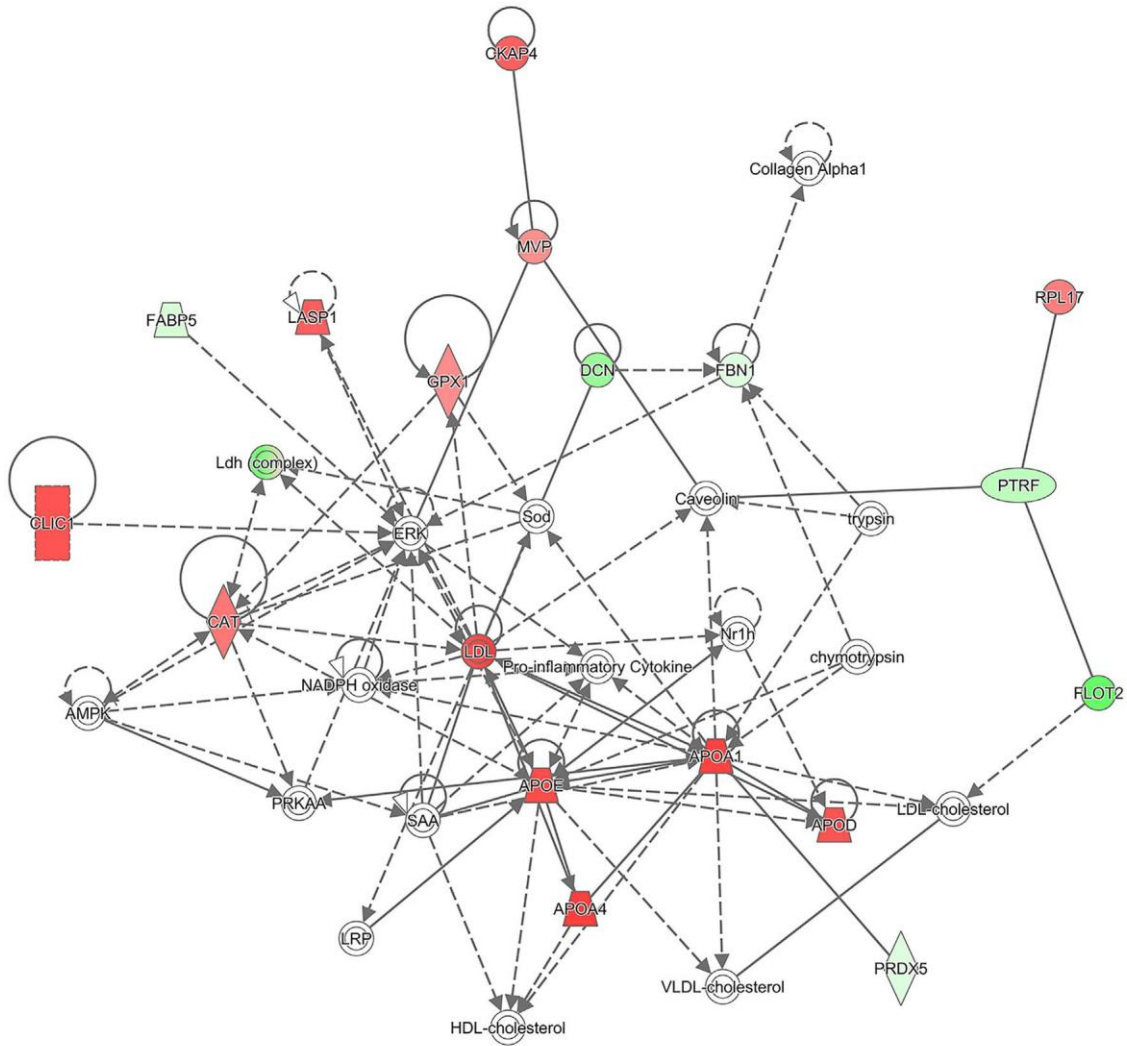 CKAP4
Collagen Alpha1
MVP
RPL17
FABP5
LASP1
GPX1
DCN
FBN1
Ldh (complex)
PTRF
Caveolin
CLIC1
ERK
Sod
trypsin
CAT
Nr1h
LDL
Pro-inflammatory Cytokine
chymotrypsin
NADPH oxidase
FLOT2
AMPK
APOA1
APOE
PRKAA
LDL-cholesterol
SAA
APOD
APOA4
LRP
PRDX5
VLDL-cholesterol
HDL-cholesterol